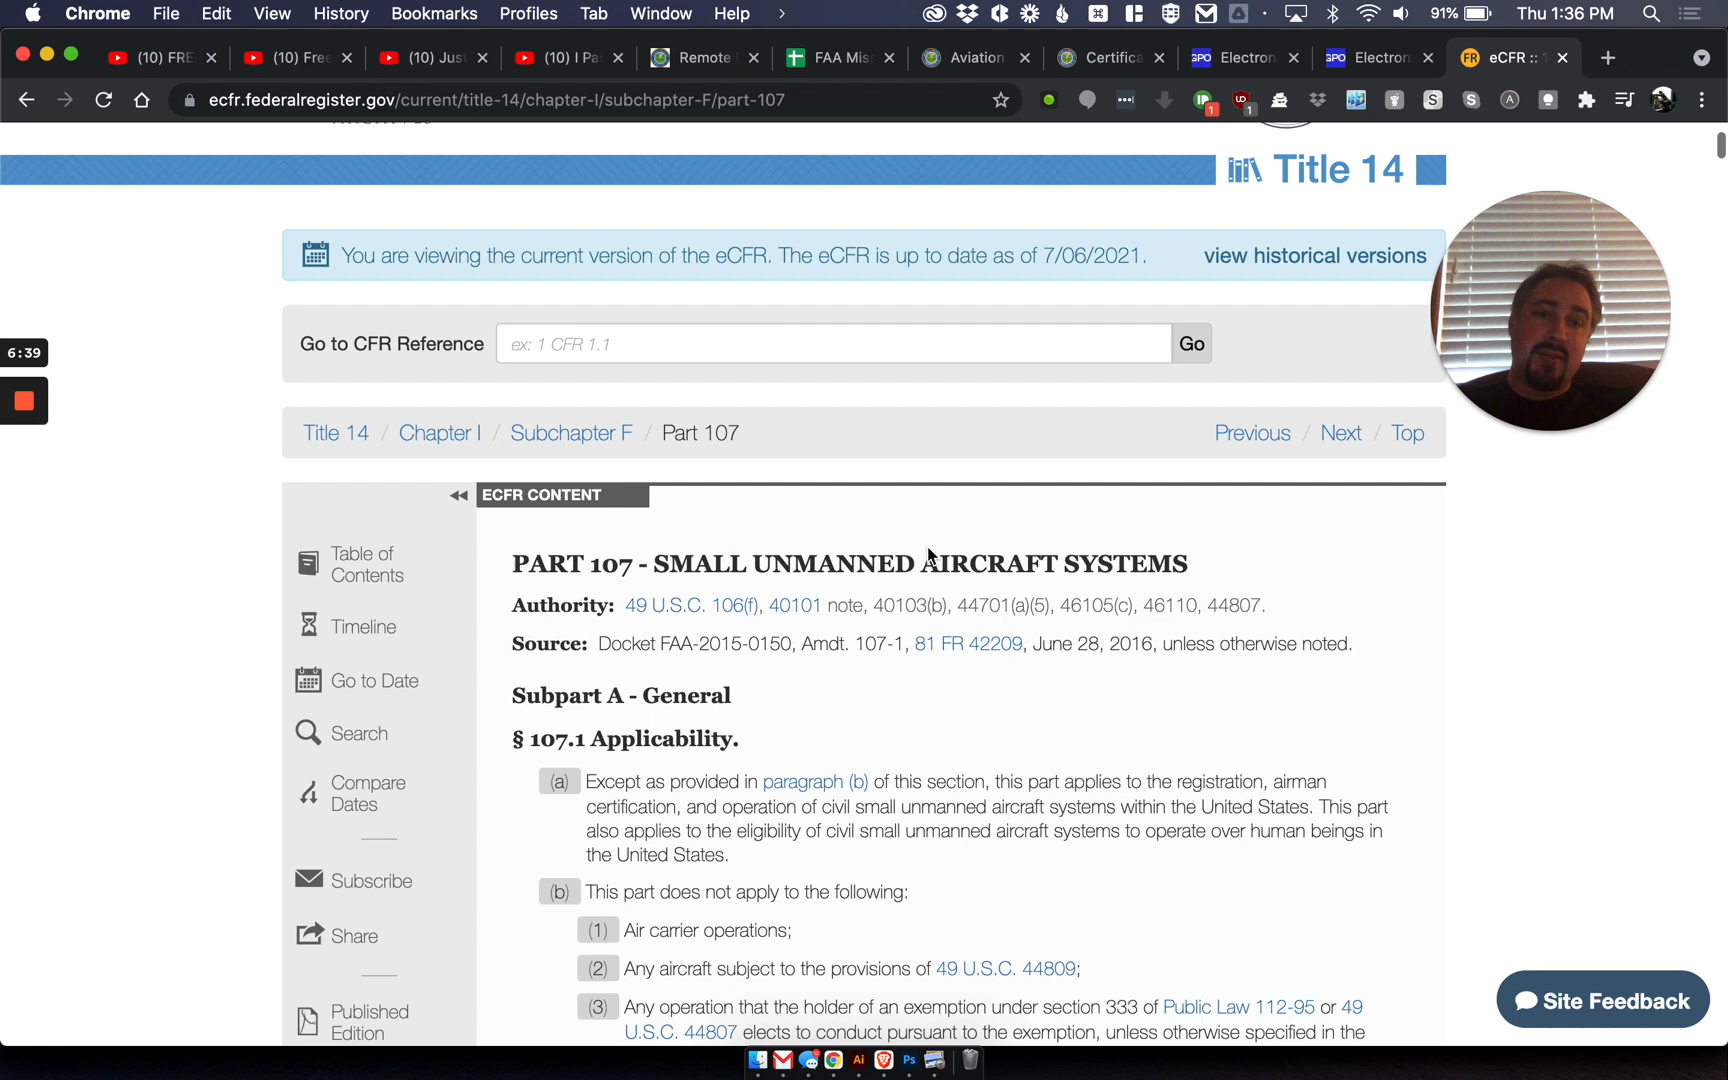 Chrome File Edit View History Bookmarks Profiles Tab Window Help 91% Thu 1:36 PM
(10) FRE (10) Free (10) Just (10) I Pa Remote FAA Mis Aviation Certifica Electron Electron eCFR :: 1
ecfr.federalregister.gov/current/title-14/chapter-I/subchapter-F/part-107
Title 14
You are viewing the current version of the eCFR. The eCFR is up to date as of 7/06/2021. view historical versions
Go to CFR Reference ex: 1 CFR 1.1 Go
6:39
Title 14 / Chapter I / Subchapter F / Part 107 Previous / Next / Top
ECFR CONTENT
Table of
Contents
Timeline
Go to Date
Search
Compare
Dates
Subscribe
Share
Published
Edition
PART 107 - SMALL UNMANNED AIRCRAFT SYSTEMS
Authority: 49 U.S.C. 106(f), 40101 note, 40103(b), 44701(a)(5), 46105(c), 46110, 44807.
Source: Docket FAA-2015-0150, Amdt. 107-1, 81 FR 42209, June 28, 2016, unless otherwise noted.
Subpart A - General
§ 107.1 Applicability.
(a) Except as provided in paragraph (b) of this section, this part applies to the registration, airman
certification, and operation of civil small unmanned aircraft systems within the United States. This part
also applies to the eligibility of civil small unmanned aircraft systems to operate over human beings in
the United States.
(b) This part does not apply to the following:
(1) Air carrier operations;
(2) Any aircraft subject to the provisions of 49 U.S.C. 44809;
(3) Any operation that the holder of an exemption under section 333 of Public Law 112-95 or 49
U.S.C. 44807 elects to conduct pursuant to the exemption, unless otherwise specified in the
Site Feedback